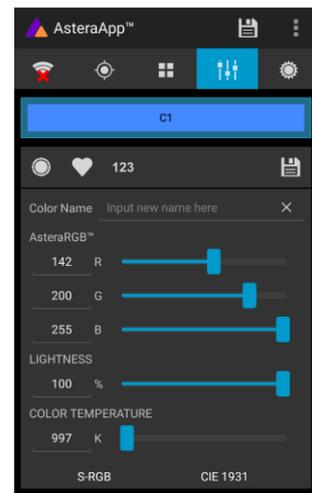 AsteraApp™
C1
123
Color Name Input new name here
AsteraRGB™
142 R
200 G
255 B
LIGHTNESS
100 %
COLOR TEMPERATURE
997 K
S-RGB CIE 1931